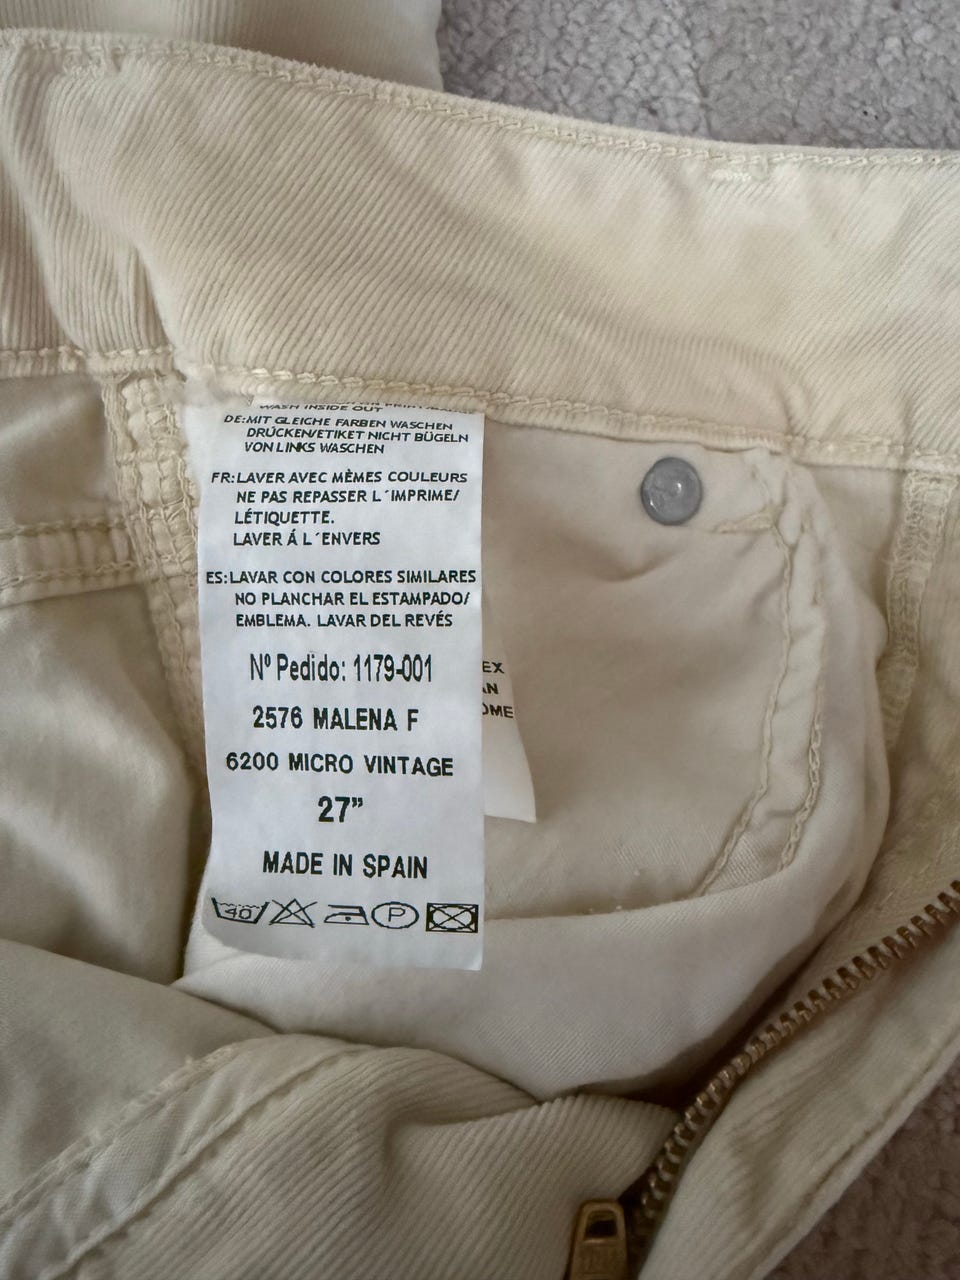 WASH INSIDE OUT
DE:MIT GLEICHE FARBEN WASCHEN
DRÜCKEN/ETIKET NICHT BÜGELN
VON LINKS WASCHEN
FR:LAVER AVEC MÈMES COULEURS
NE PAS REPASSER L´IMPRIME/
LÉTIQUETTE.
LAVER Á L´ENVERS
ES:LAVAR CON COLORES SIMILARES
NO PLANCHAR EL ESTAMPADO/
EMBLEMA. LAVAR DEL REVÉS
Nº Pedido: 1179-001
2576 MALENA F
6200 MICRO VINTAGE
27”
MADE IN SPAIN
40 P